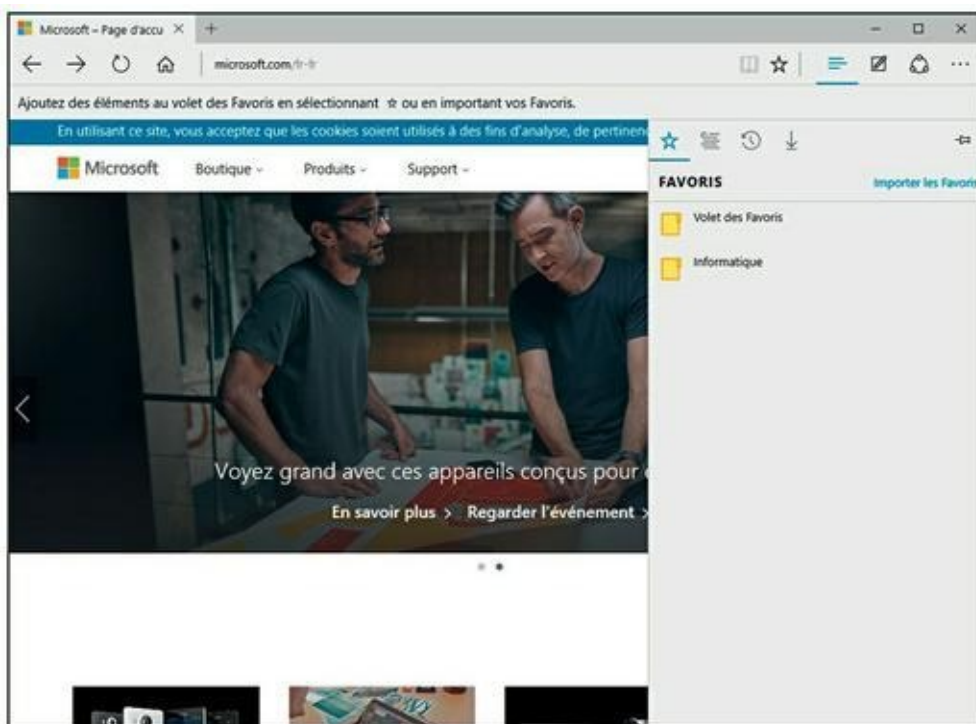 Microsoft – Page d'accu
microsoft.com/fr-fr
Ajoutez des éléments au volet des Favoris en sélectionnant ☆ ou en important vos Favoris.
En utilisant ce site, vous acceptez que les cookies soient utilisés à des fins d'analyse, de pertinenc
Microsoft Boutique Produits Support
Voyez grand avec ces appareils conçus pour
En savoir plus > Regarder l'événement >
FAVORIS Importer les Favoris
Volet des Favoris
Informatique